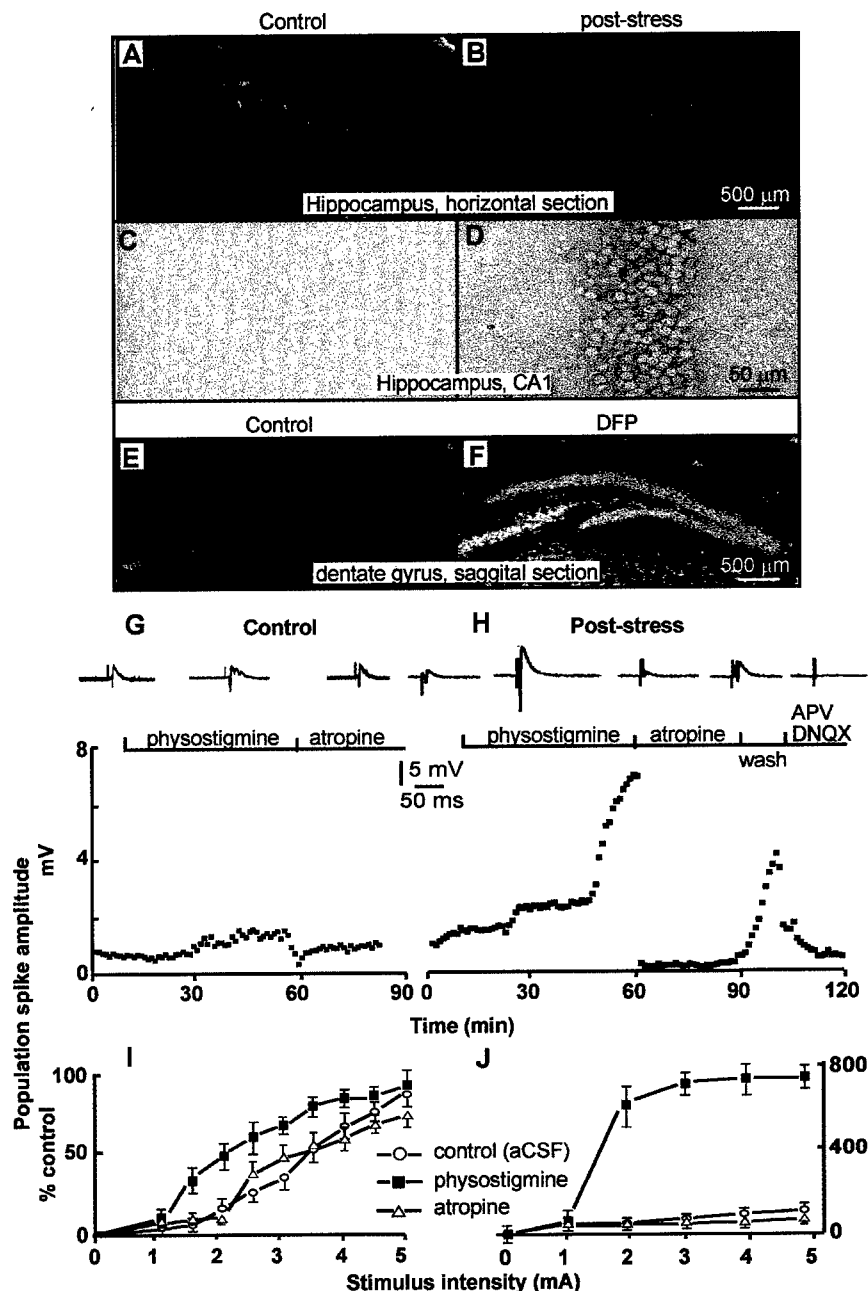 Control post-stress
A B
500 µm
Hippocampus, horizontal section
C D
50 µm
Hippocampus, CA1
Control DFP
E F
500 µm
dentate gyrus, saggital section
G Control H Post-stress
physostigmine atropine physostigmine atropine wash APV DNQX
5 mV
50 ms
Population spike amplitude
mV
8
4
0
0 30 60 90 0 30 60 90 120
Time (min)
I J
% control
100
50
0
control (aCSF)
physostigmine
atropine
800
400
0
0 1 2 3 4 5 0 1 2 3 4 5
Stimulus intensity (mA)